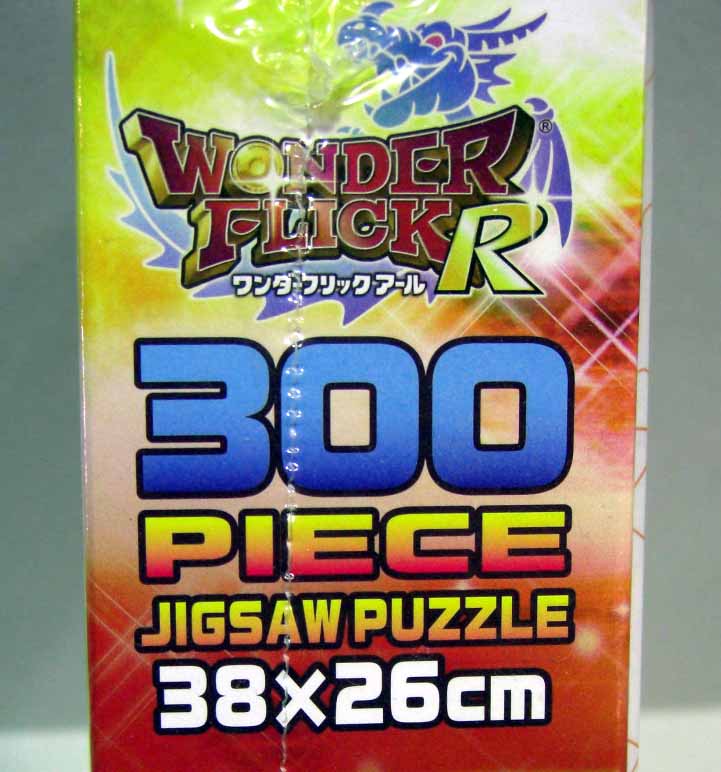 WONDER
FLICK R
®
ワンダーフリックアール
300
PIECE
JIGSAW PUZZLE
38×26cm